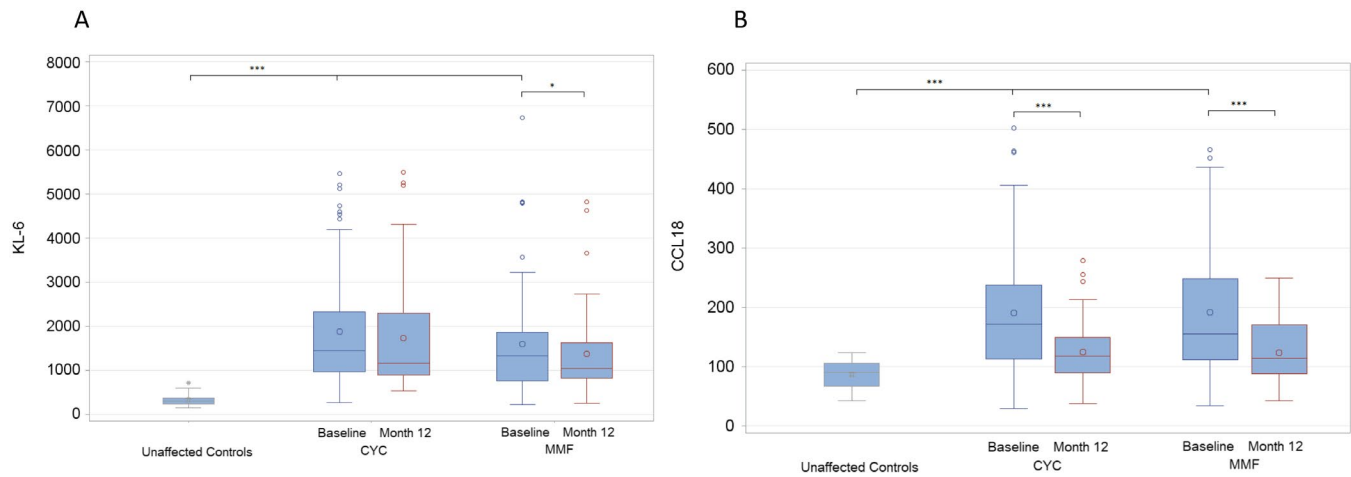 A
***
*
8000
7000
6000
5000
4000
3000
2000
1000
0
KL-6
Baseline Month 12 Baseline Month 12
Unaffected Controls CYC MMF
B
***
***
***
600
500
400
300
200
100
0
CCL18
Baseline Month 12 Baseline Month 12
Unaffected Controls CYC MMF